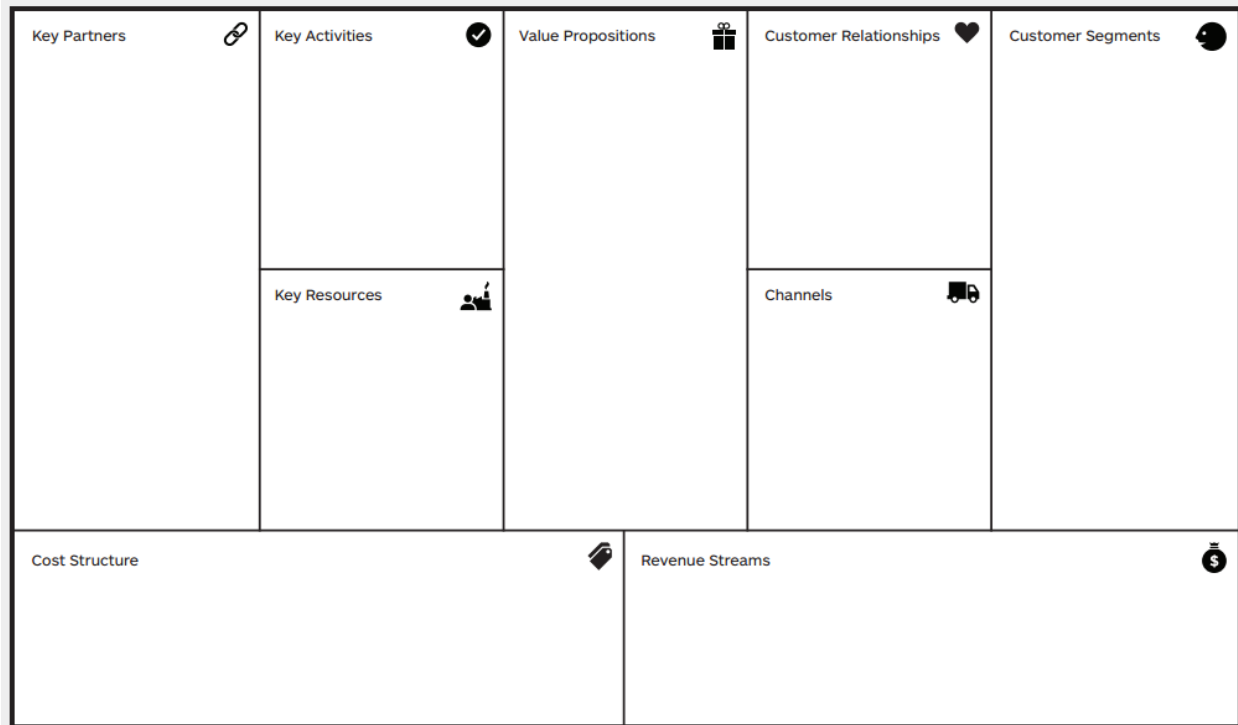 Key Partners
Key Activities
Value Propositions
Customer Relationships
Customer Segments
Key Resources
Channels
Cost Structure
Revenue Streams
$